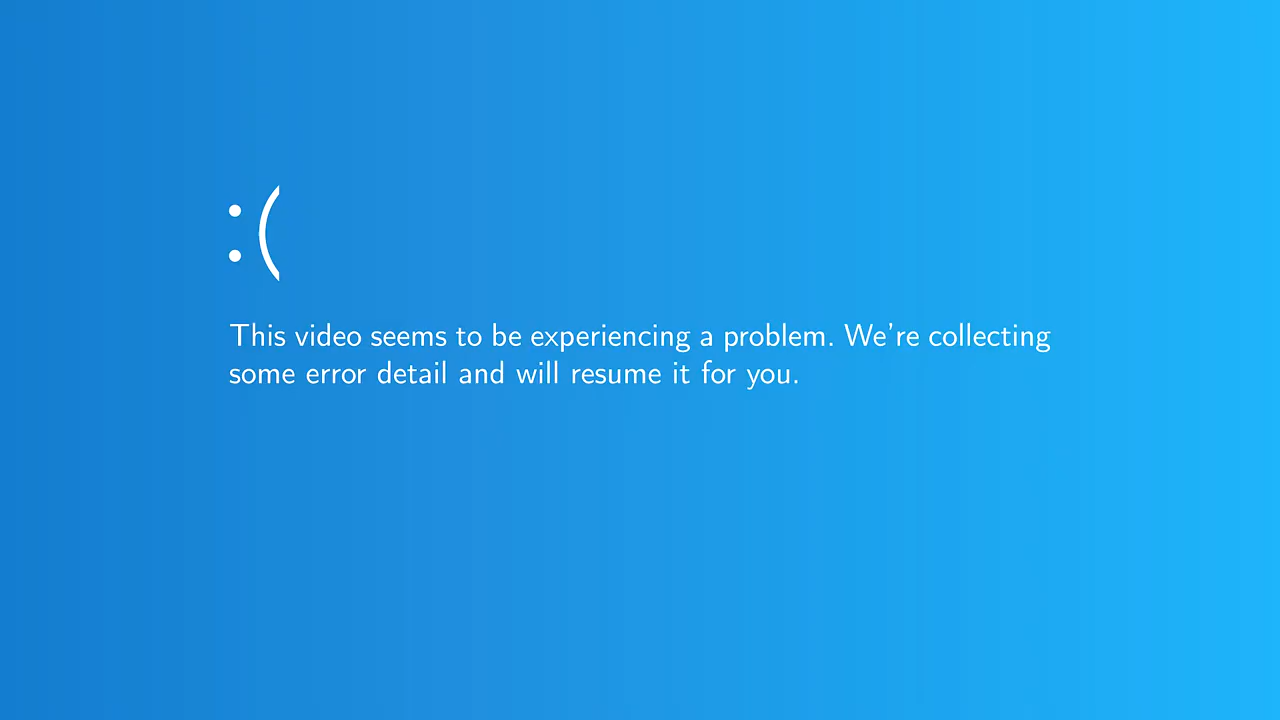 :(
This video seems to be experiencing a problem. We're collecting
some error detail and will resume it for you.